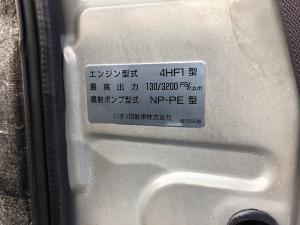 エンジン型式 4HF1 型
最高出力 130/3200 PS/r.p.m
噴射ポンプ型式 NP-PE 型
いすゞ自動車株式会社